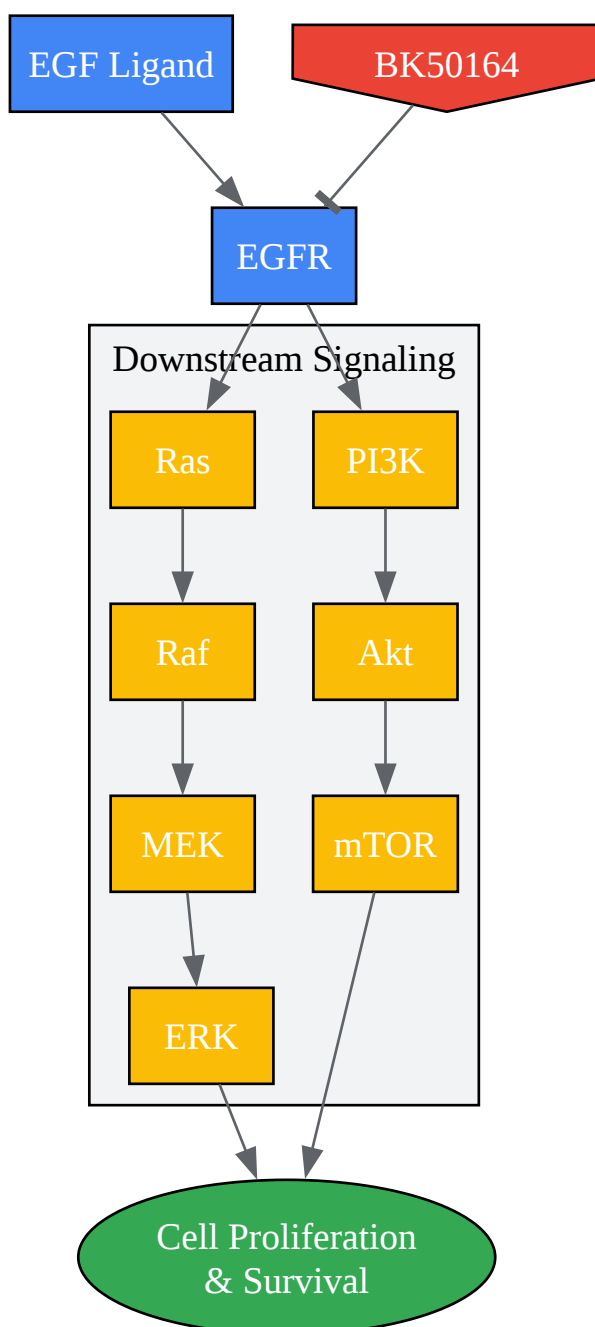 EGF Ligand
BK50164
EGFR
Downstream Signaling
Ras
PI3K
Raf
Akt
MEK
mTOR
ERK
Cell Proliferation
& Survival